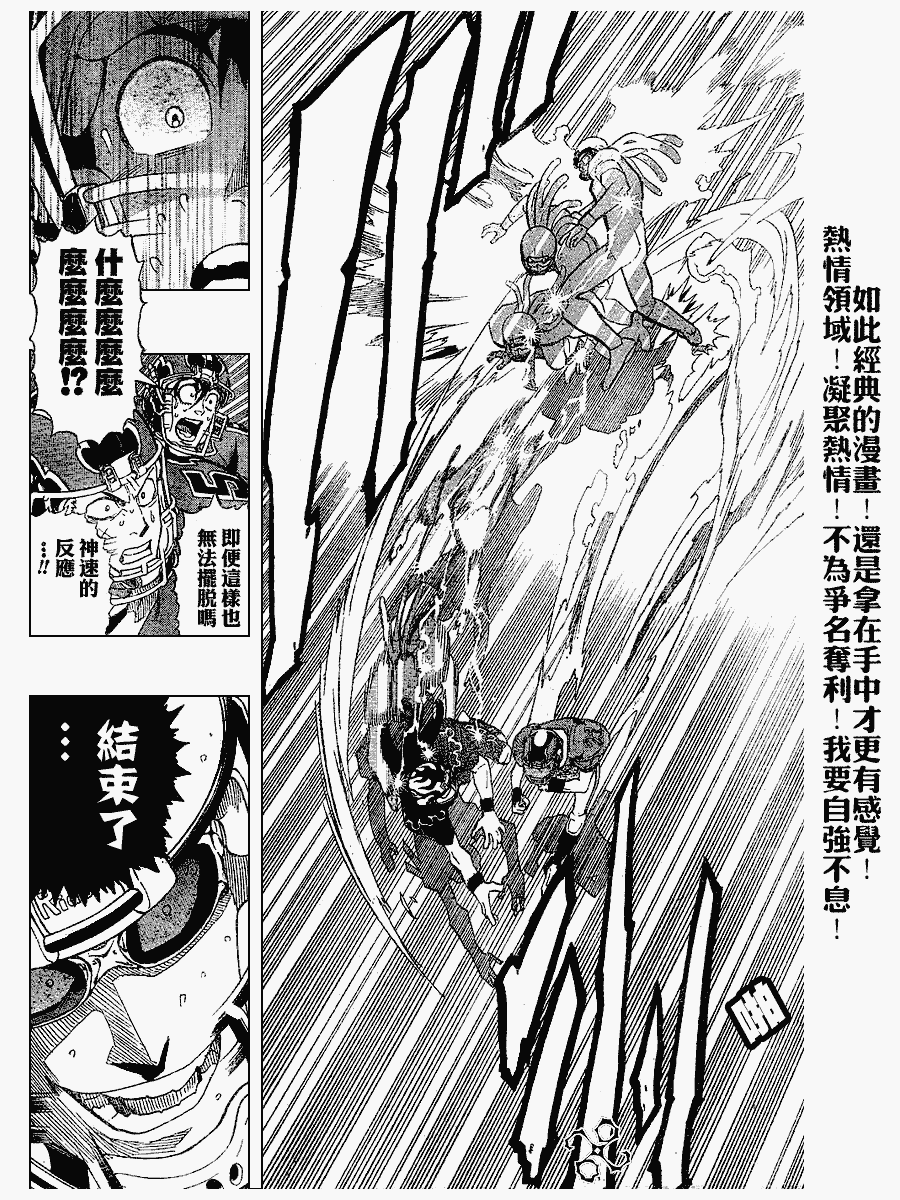 如此經典的漫畫！還是拿在手中才更有感覺！
熱情領域！凝聚熱情！不為爭名奪利！我要自強不息！
啪
什麼麼麼麼
麼麼麼麼!?
即便這樣也
無法擺脱嗎
神速的
反應
…!!
結束了
……
5